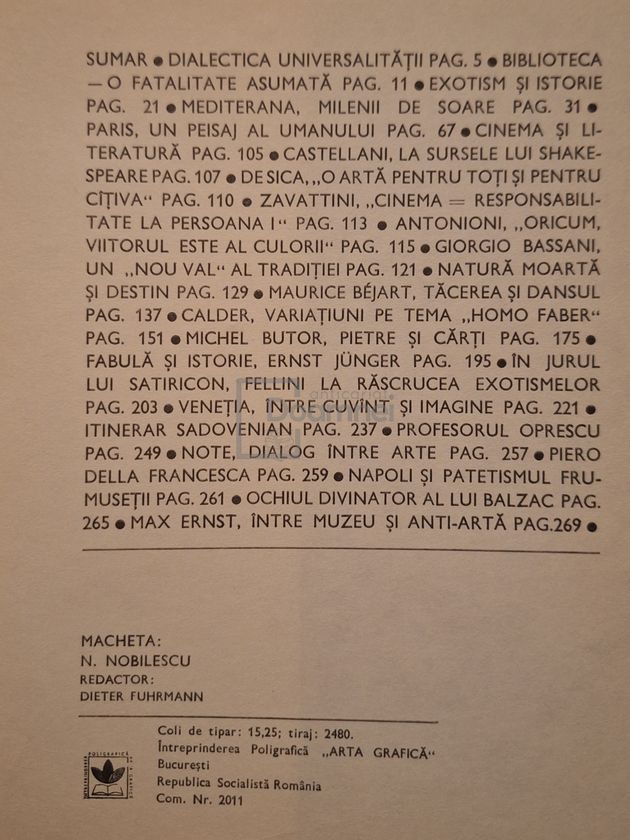 SUMAR ● DIALECTICA UNIVERSALITĂȚII PAG. 5 ● BIBLIOTECA
— O FATALITATE ASUMATĂ PAG. 11 ● EXOTISM ȘI ISTORIE
PAG. 21 ● MEDITERANA, MILENII DE SOARE PAG. 31 ●
PARIS, UN PEISAJ AL UMANULUI PAG. 67 ● CINEMA ȘI LI-
TERATURĂ PAG. 105 ● CASTELLANI, LA SURSELE LUI SHAKE-
SPEARE PAG. 107 ● DE SICA, „O ARTĂ PENTRU TOȚI ȘI PENTRU
CÎȚIVA“ PAG. 110 ● ZAVATTINI, „CINEMA = RESPONSABILI-
TATE LA PERSOANA I“ PAG. 113 ● ANTONIONI, „ORICUM,
VIITORUL ESTE AL CULORII“ PAG. 115 ● GIORGIO BASSANI,
UN „NOU VAL“ AL TRADIȚIEI PAG. 121 ● NATURĂ MOARTĂ
ȘI DESTIN PAG. 129 ● MAURICE BÉJART, TĂCEREA ȘI DANSUL
PAG. 137 ● CALDER, VARIAȚIUNI PE TEMA „HOMO FABER“
PAG. 151 ● MICHEL BUTOR, PIETRE ȘI CĂRȚI PAG. 175 ●
FABULĂ ȘI ISTORIE, ERNST JÜNGER PAG. 195 ● ÎN JURUL
LUI SATIRICON, FELLINI LA RĂSCRUCEA EXOTISMELOR
PAG. 203 ● VENEȚIA, ÎNTRE CUVÎNT ȘI IMAGINE PAG. 221 ●
ITINERAR SADOVENIAN PAG. 237 ● PROFESORUL OPRESCU
PAG. 249 ● NOTE, DIALOG ÎNTRE ARTE PAG. 257 ● PIERO
DELLA FRANCESCA PAG. 259 ● NAPOLI ȘI PATETISMUL FRU-
MUSEȚII PAG. 261 ● OCHIUL DIVINATOR AL LUI BALZAC PAG.
265 ● MAX ERNST, ÎNTRE MUZEU ȘI ANTI-ARTĂ PAG.269 ●
anticariat
Doamnei
MACHETA:
N. NOBILESCU
REDACTOR:
DIETER FUHRMANN
Coli de tipar: 15,25; tiraj: 2480.
Întreprinderea Poligrafică „ARTA GRAFICĂ“
București
Republica Socialistă România
Com. Nr. 2011